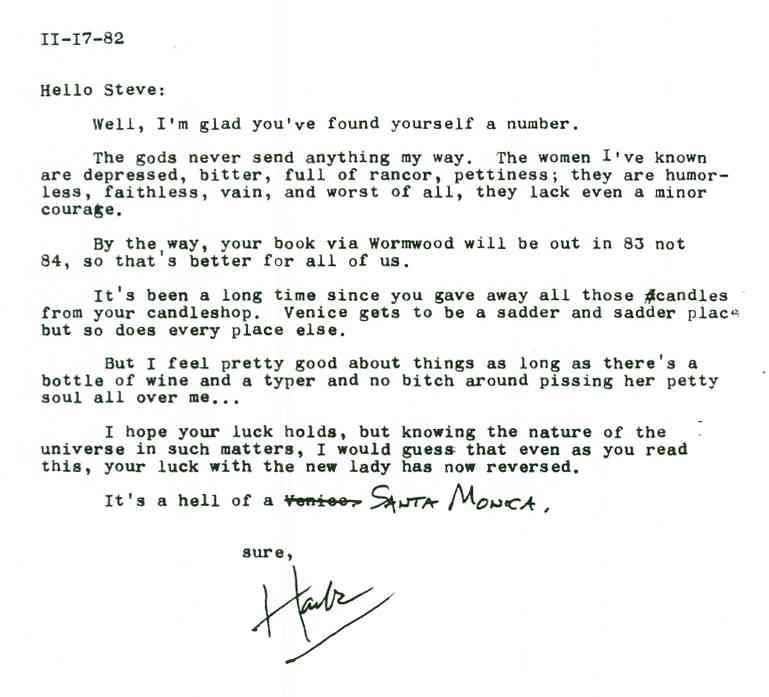 II-I7-82
Hello Steve:
Well, I'm glad you've found yourself a number.
The gods never send anything my way. The women I've known
are depressed, bitter, full of rancor, pettiness; they are humor-
less, faithless, vain, and worst of all, they lack even a minor
courage.
By the way, your book via Wormwood will be out in 83 not
84, so that's better for all of us.
It's been a long time since you gave away all those candles
from your candleshop. Venice gets to be a sadder and sadder place
but so does every place else.
But I feel pretty good about things as long as there's a
bottle of wine and a typer and no bitch around pissing her petty
soul all over me...
I hope your luck holds, but knowing the nature of the
universe in such matters, I would guess that even as you read
this, your luck with the new lady has now reversed.
It's a hell of a Venice. SANTA MONICA.
sure,
Hank